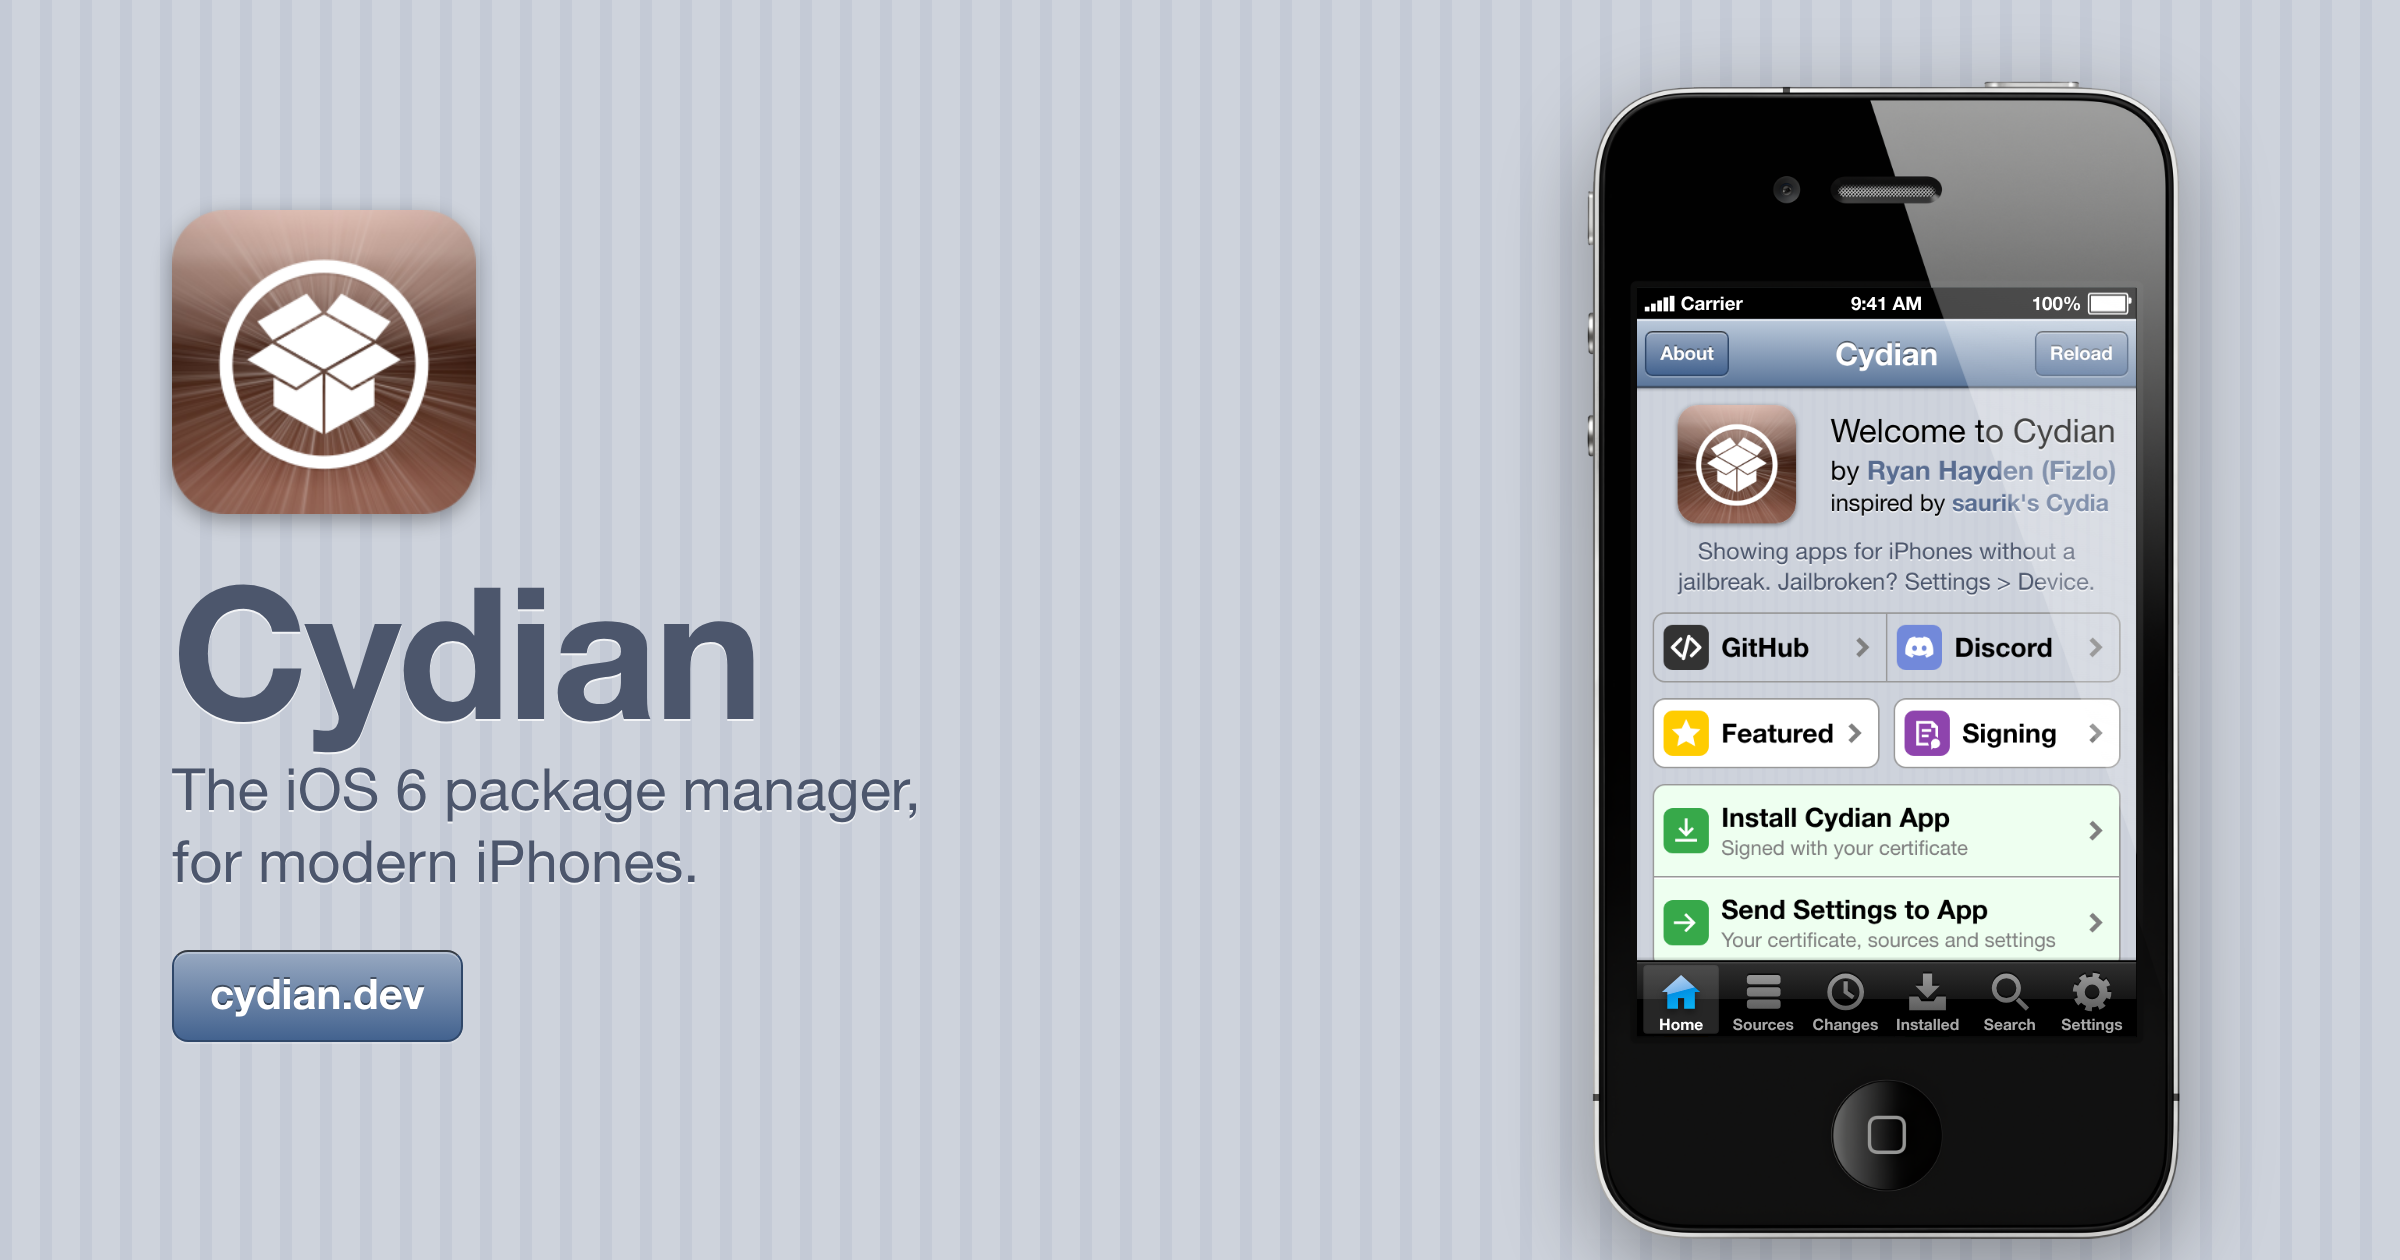 Cydian
The iOS 6 package manager,
for modern iPhones.
cydian.dev
Carrier 9:41 AM 100%
About Cydian Reload
Welcome to Cydian
by Ryan Hayden (Fizlo)
inspired by saurik's Cydia
Showing apps for iPhones without a
jailbreak. Jailbroken? Settings > Device.
GitHub Discord
Featured Signing
Install Cydian App
Signed with your certificate
Send Settings to App
Your certificate, sources and settings
Home Sources Changes Installed Search Settings